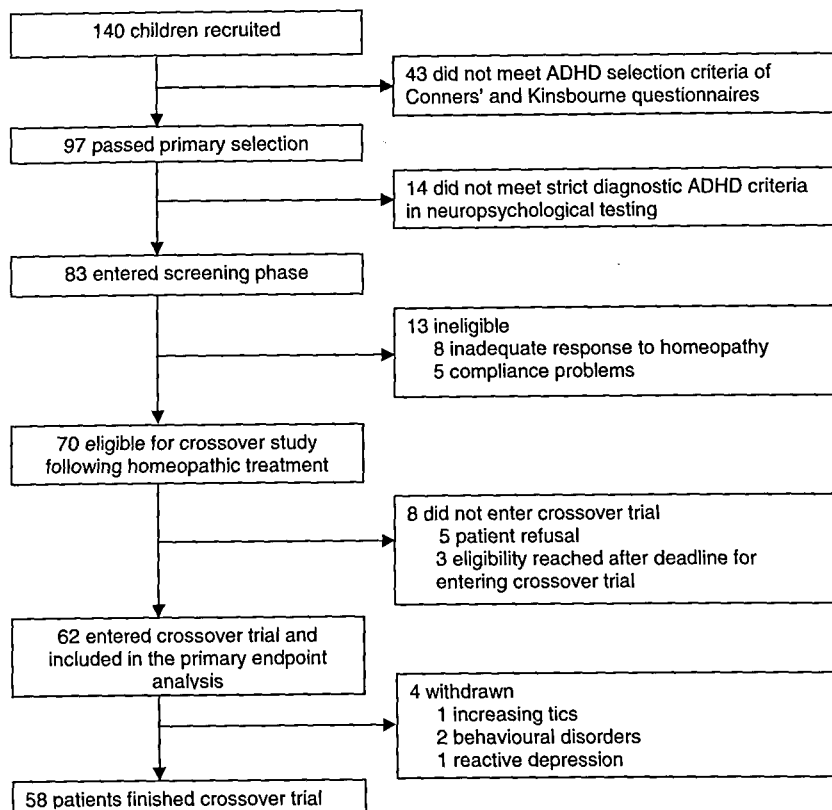 140 children recruited
43 did not meet ADHD selection criteria of
Conners' and Kinsbourne questionnaires
97 passed primary selection
14 did not meet strict diagnostic ADHD criteria
in neuropsychological testing
83 entered screening phase
13 ineligible
8 inadequate response to homeopathy
5 compliance problems
70 eligible for crossover study
following homeopathic treatment
8 did not enter crossover trial
5 patient refusal
3 eligibility reached after deadline for
entering crossover trial
62 entered crossover trial and
included in the primary endpoint
analysis
4 withdrawn
1 increasing tics
2 behavioural disorders
1 reactive depression
58 patients finished crossover trial